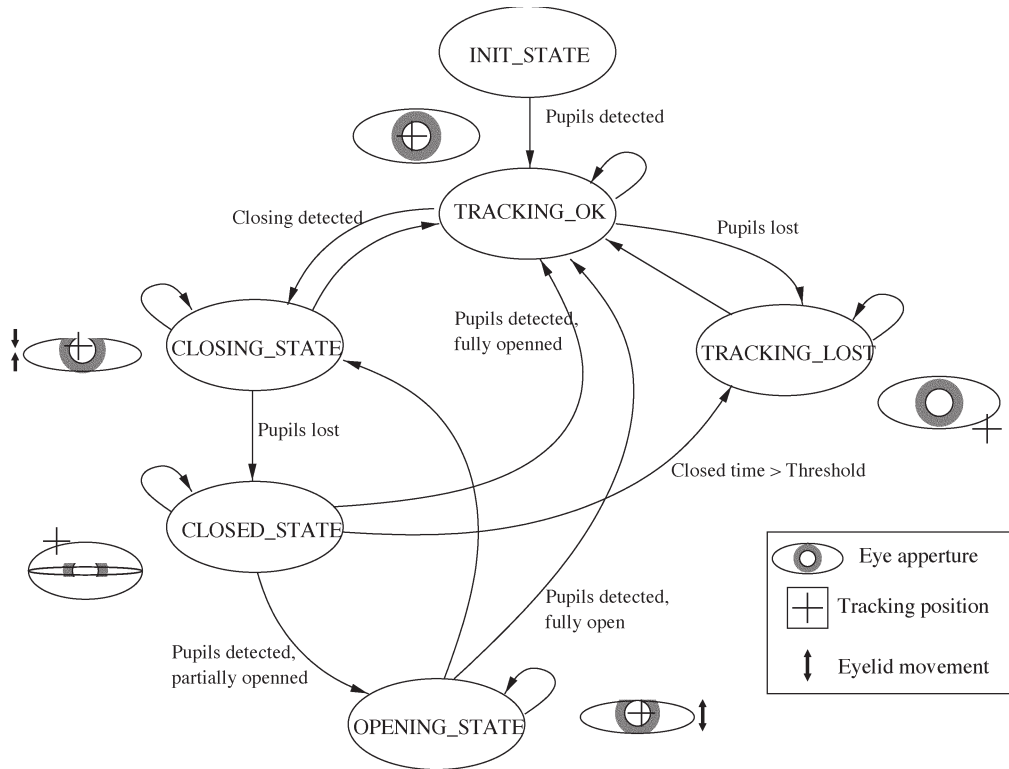 INIT_STATE
Pupils detected
TRACKING_OK
Closing detected
Pupils lost
Pupils detected,
fully openned
CLOSING_STATE
TRACKING_LOST
Pupils lost
Closed time > Threshold
CLOSED_STATE
Eye apperture
Pupils detected,
fully open
Tracking position
Pupils detected,
partially openned
Eyelid movement
OPENING_STATE